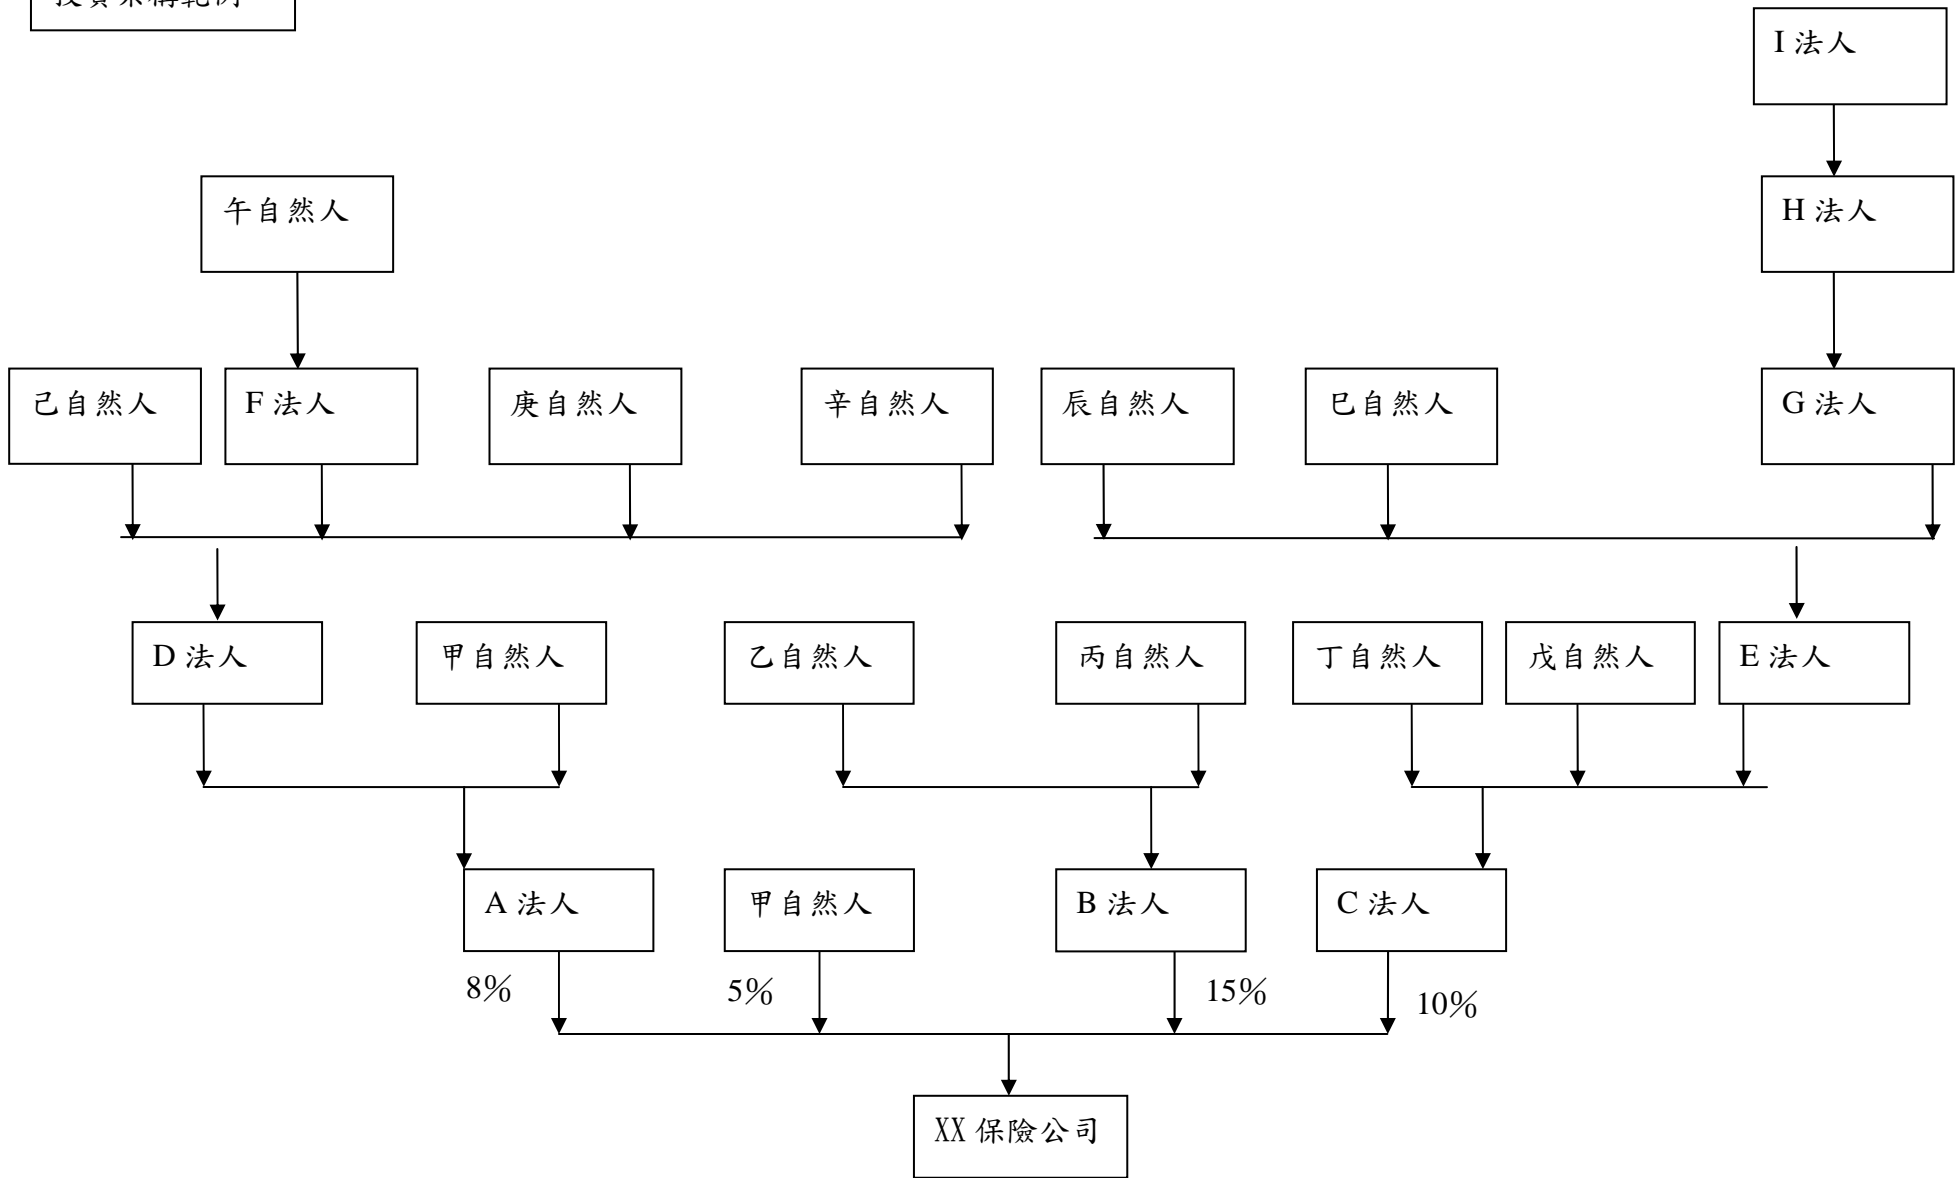 I 法人
午自然人
H 法人
己自然人
F 法人
庚自然人
辛自然人
辰自然人
巳自然人
G 法人
D 法人
甲自然人
乙自然人
丙自然人
丁自然人
戊自然人
E 法人
A 法人
甲自然人
B 法人
C 法人
8%
5%
15%
10%
XX 保險公司